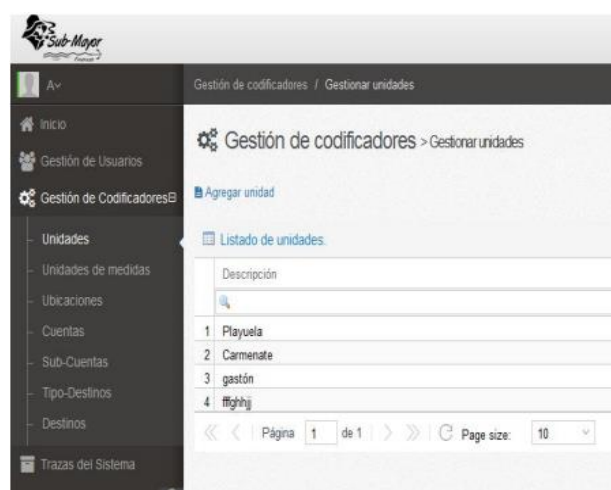 Sub-Mayor
A
Gestión de codificadores / Gestionar unidades
Inicio
Gestión de Usuarios
Gestión de Codificadores
Unidades
Unidades de medidas
Ubicaciones
Cuentas
Sub-Cuentas
Tipo-Destinos
Destinos
Trazas del Sistema
Gestión de codificadores > Gestionar unidades
Agregar unidad
Listado de unidades.
Descripción
1 Playuela
2 Carmenate
3 gastón
4 fffghhjj
Página 1 de 1 Page size: 10